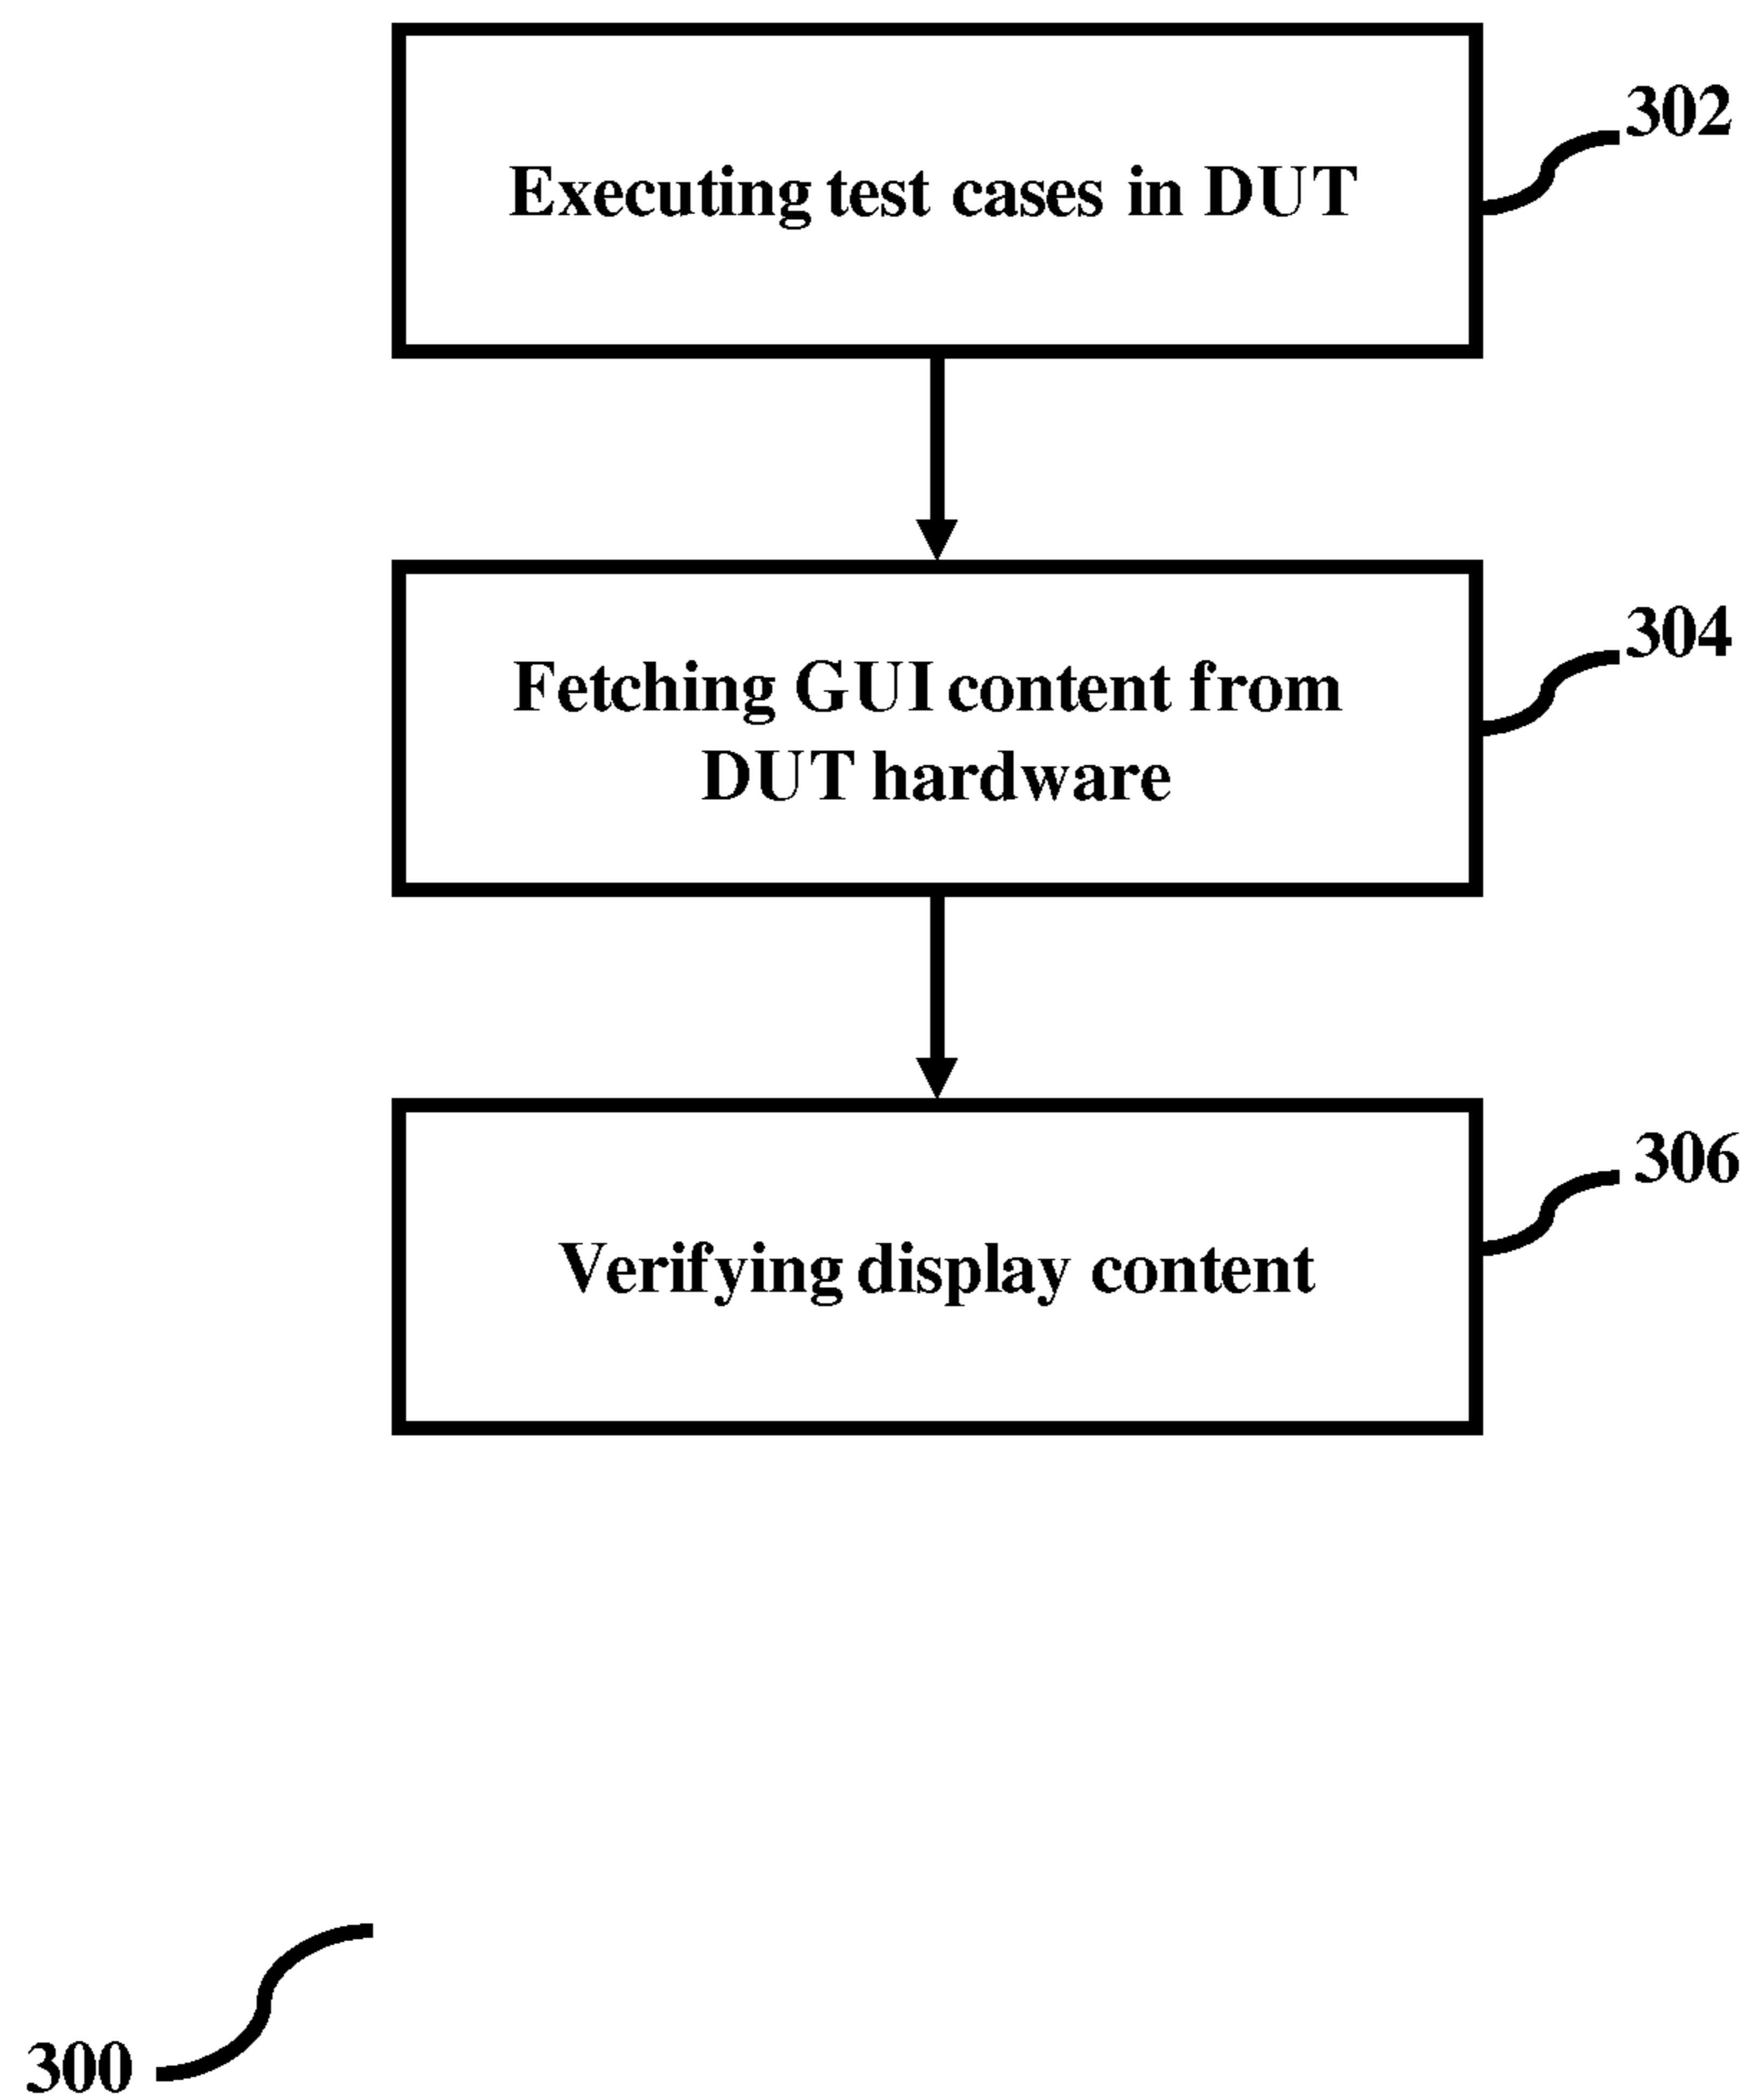 302
Executing test cases in DUT
304
Fetching GUI content from
DUT hardware
306
Verifying display content
300